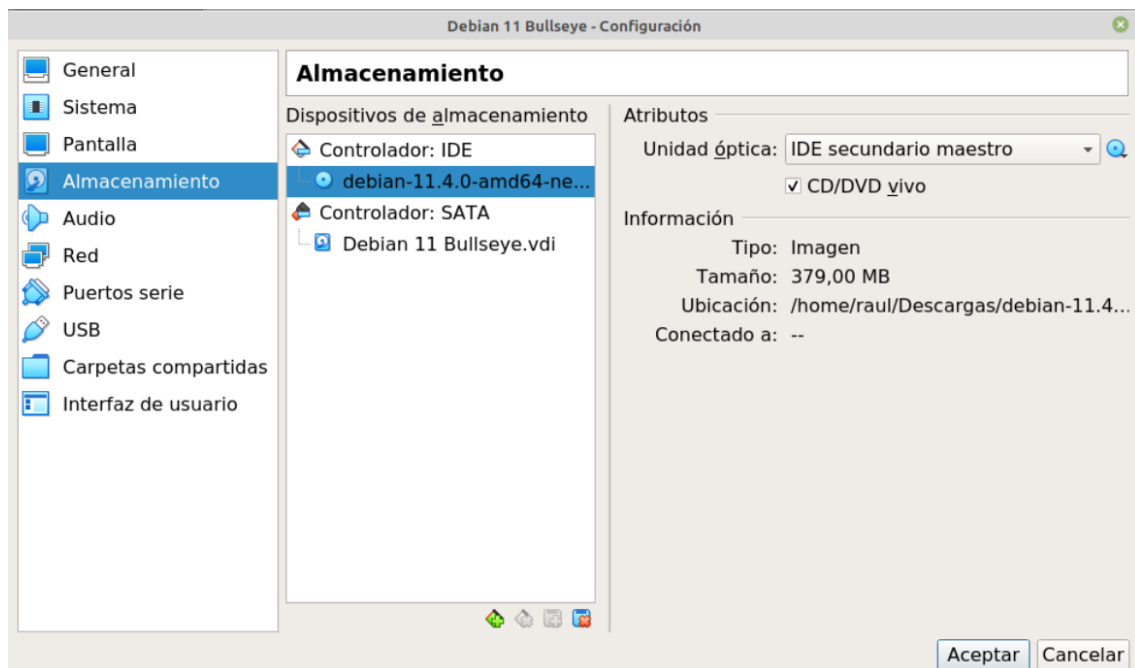 Debian 11 Bullseye - Configuración
General
Sistema
Pantalla
Almacenamiento
Audio
Red
Puertos serie
USB
Carpetas compartidas
Interfaz de usuario
Almacenamiento
Dispositivos de almacenamiento
Controlador: IDE
debian-11.4.0-amd64-ne...
Controlador: SATA
Debian 11 Bullseye.vdi
Atributos
Unidad óptica: IDE secundario maestro
CD/DVD vivo
Información
Tipo: Imagen
Tamaño: 379,00 MB
Ubicación: /home/raul/Descargas/debian-11.4...
Conectado a: --
Aceptar Cancelar